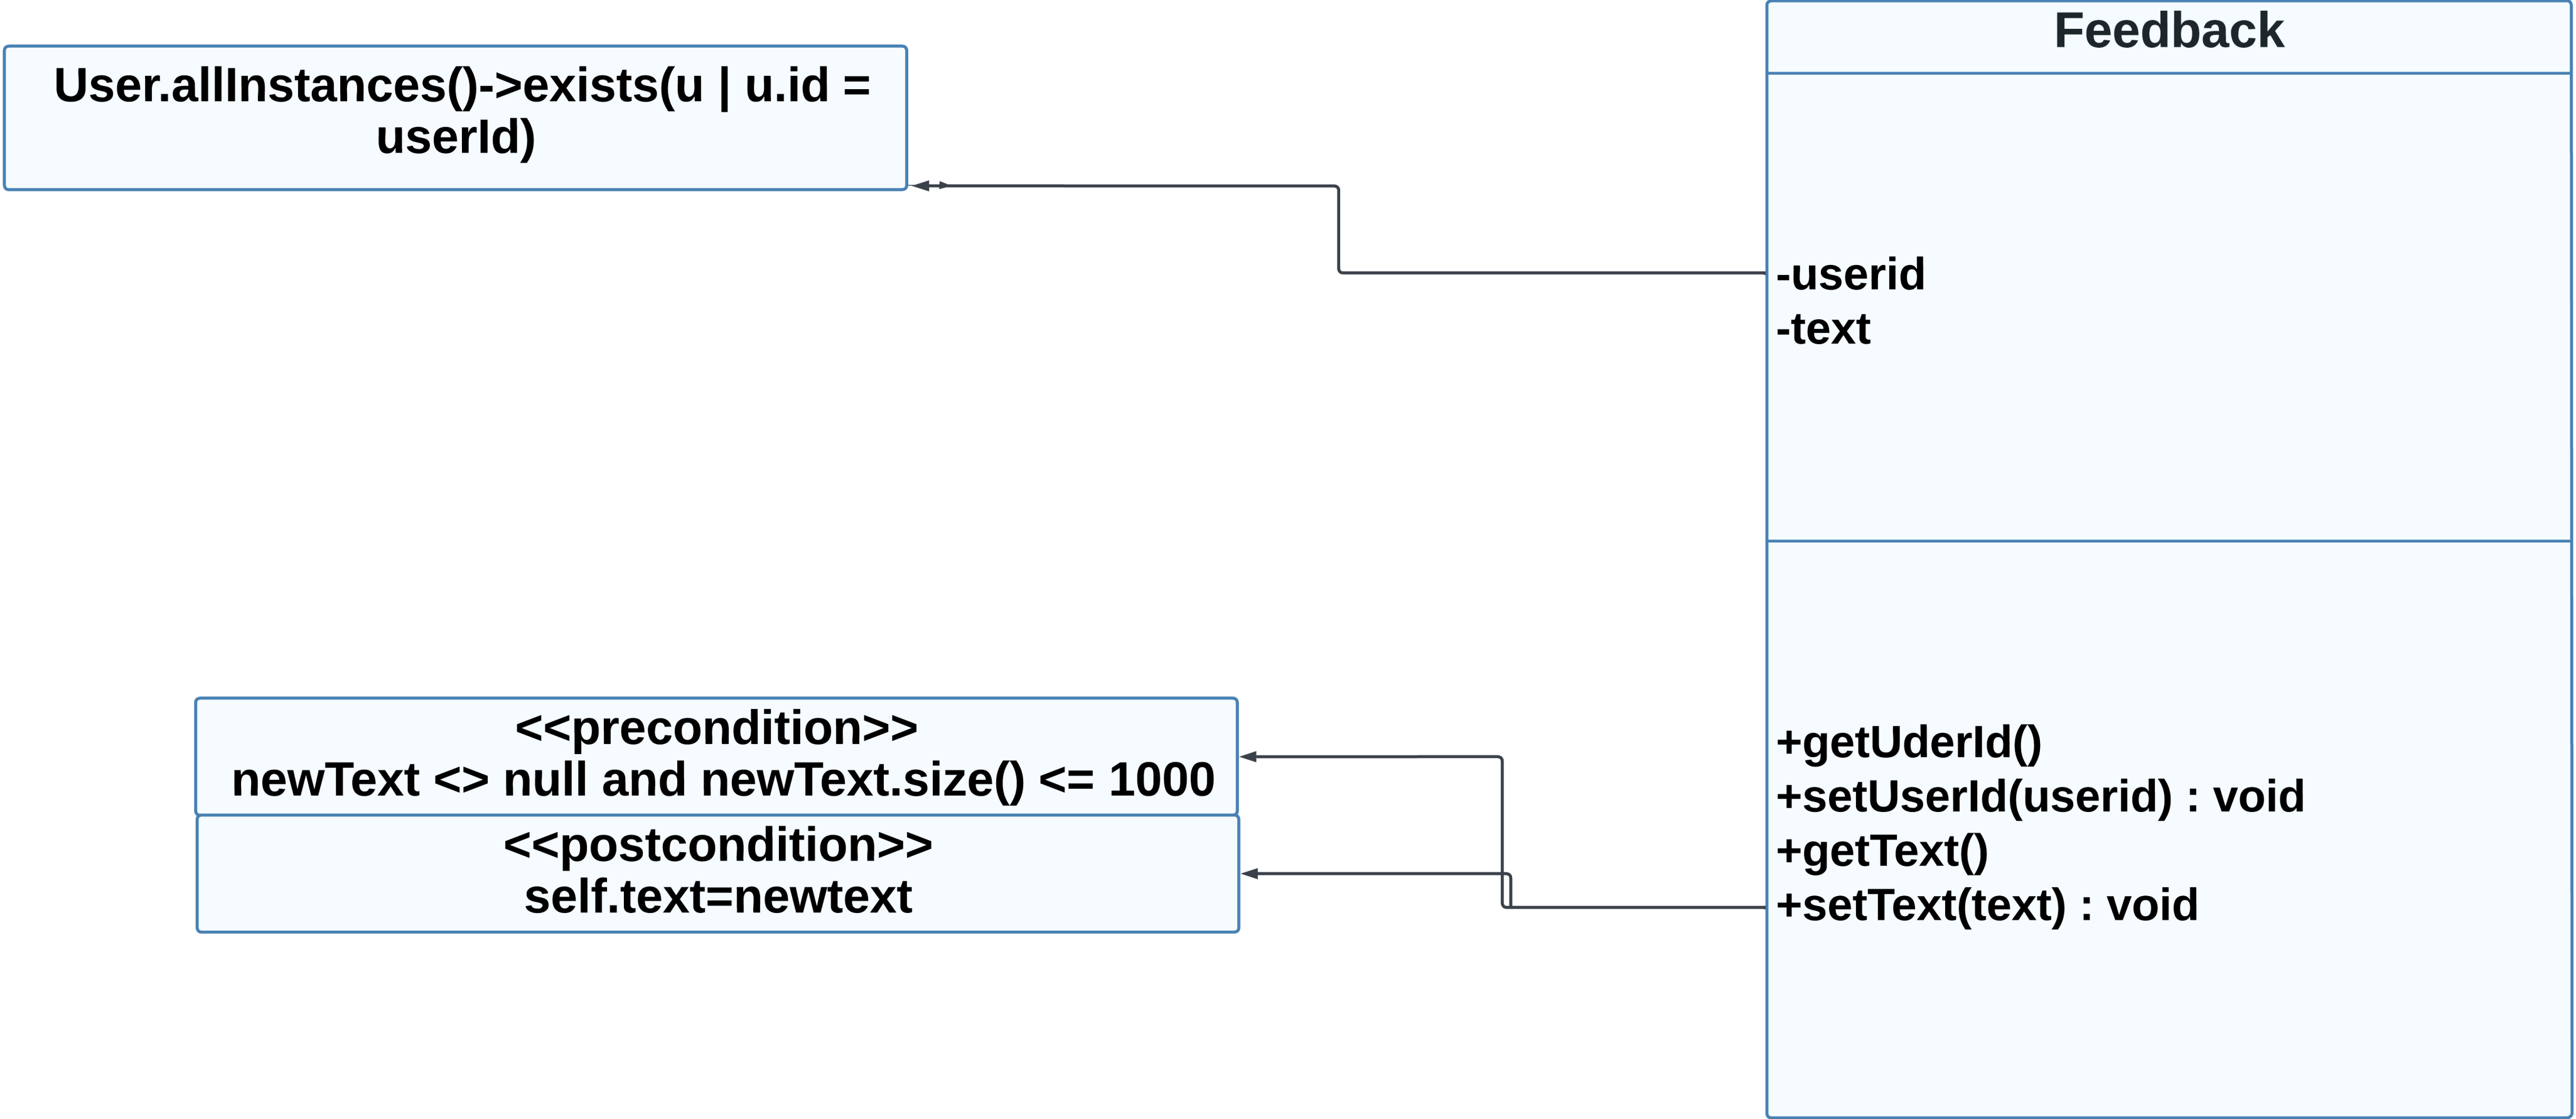 Feedback
User.allInstances()->exists(u | u.id =
userId)
-userid
-text
<<precondition>>
newText <> null and newText.size() <= 1000
<<postcondition>>
self.text=newtext
+getUderId()
+setUserId(userid) : void
+getText()
+setText(text) : void